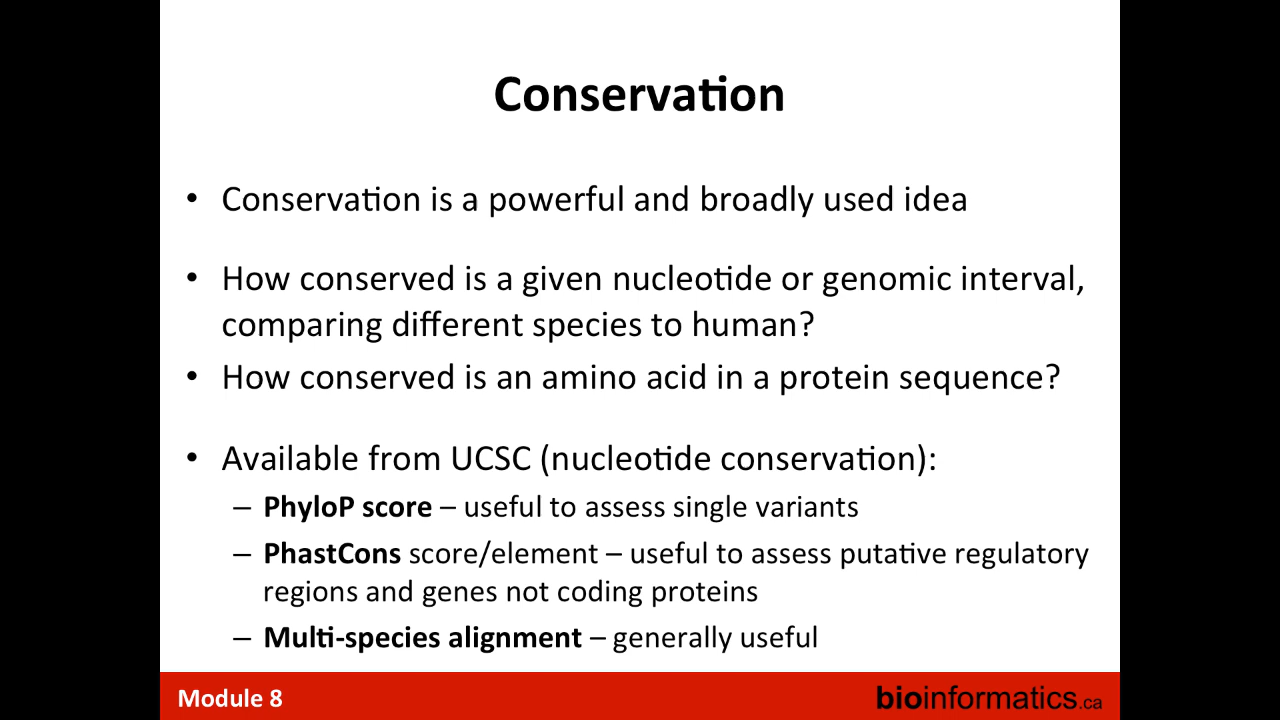 Conservation
• Conservation is a powerful and broadly used idea
• How conserved is a given nucleotide or genomic interval,
comparing different species to human?
• How conserved is an amino acid in a protein sequence?
• Available from UCSC (nucleotide conservation):
– PhyloP score – useful to assess single variants
– PhastCons score/element – useful to assess putative regulatory
regions and genes not coding proteins
– Multi-species alignment – generally useful
Module 8
bioinformatics.ca